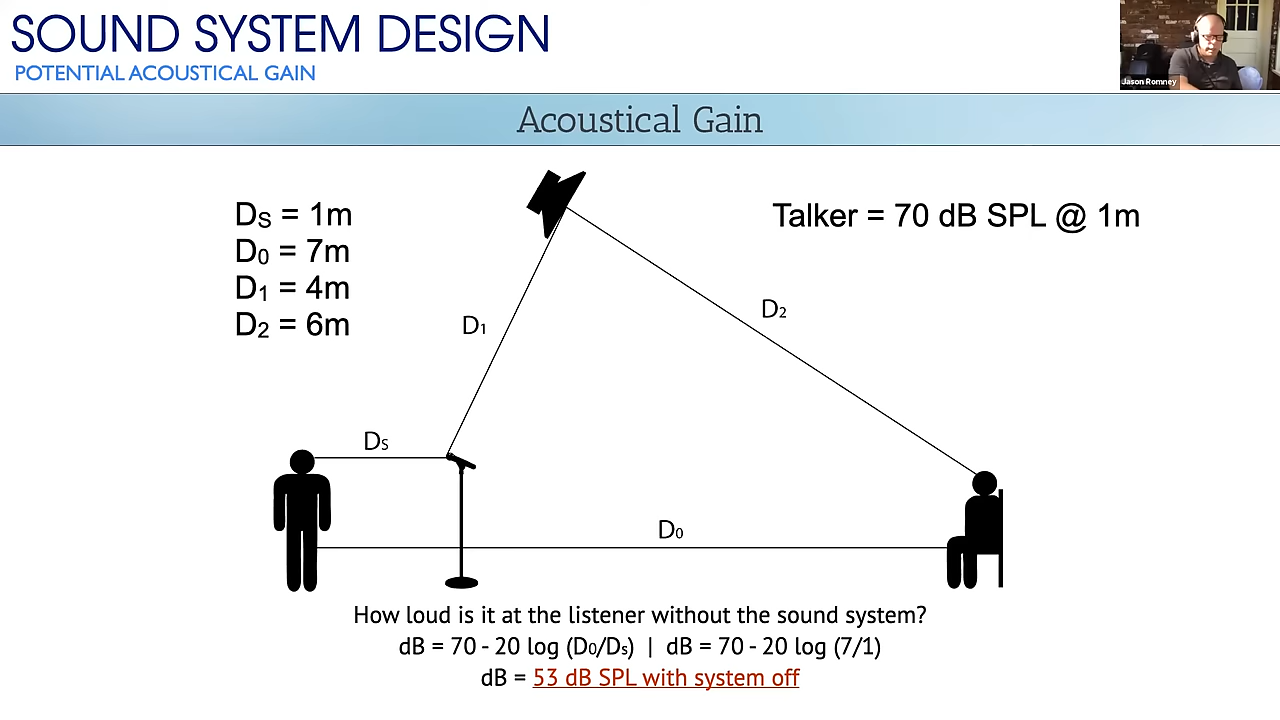 SOUND SYSTEM DESIGN
POTENTIAL ACOUSTICAL GAIN
Jason Romney
Acoustical Gain
DS = 1m
D0 = 7m
D1 = 4m
D2 = 6m
Talker = 70 dB SPL @ 1m
D1
D2
DS
D0
How loud is it at the listener without the sound system?
dB = 70 - 20 log (D0/Ds) | dB = 70 - 20 log (7/1)
dB = 53 dB SPL with system off